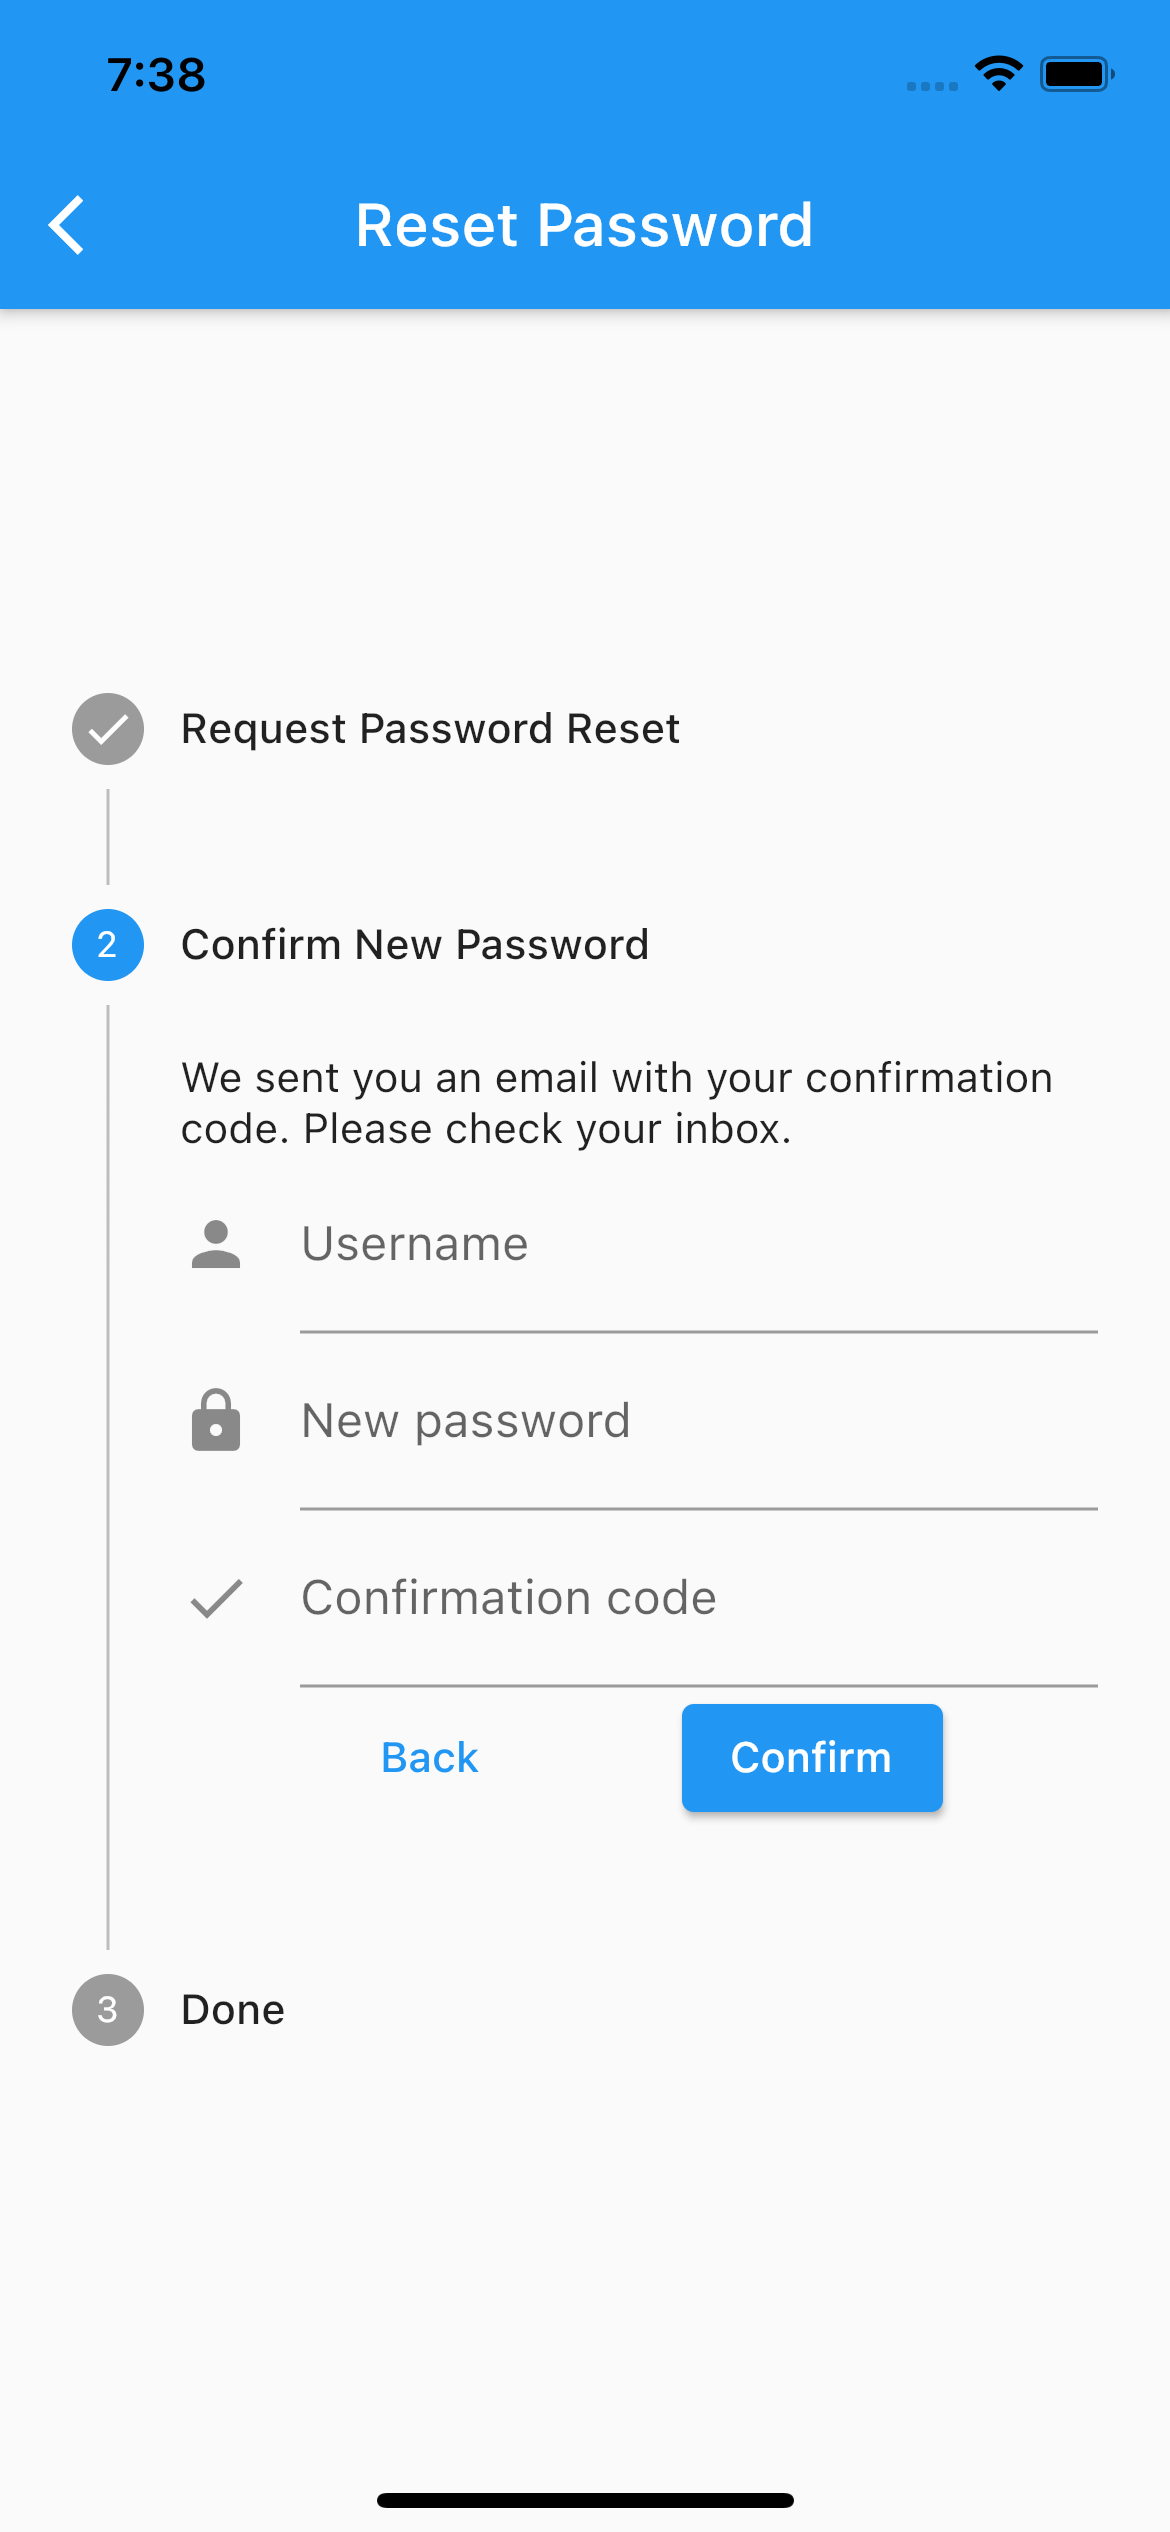 7:38
Reset Password
Request Password Reset
2 Confirm New Password
We sent you an email with your confirmation
code. Please check your inbox.
Username
New password
Confirmation code
Back Confirm
3 Done